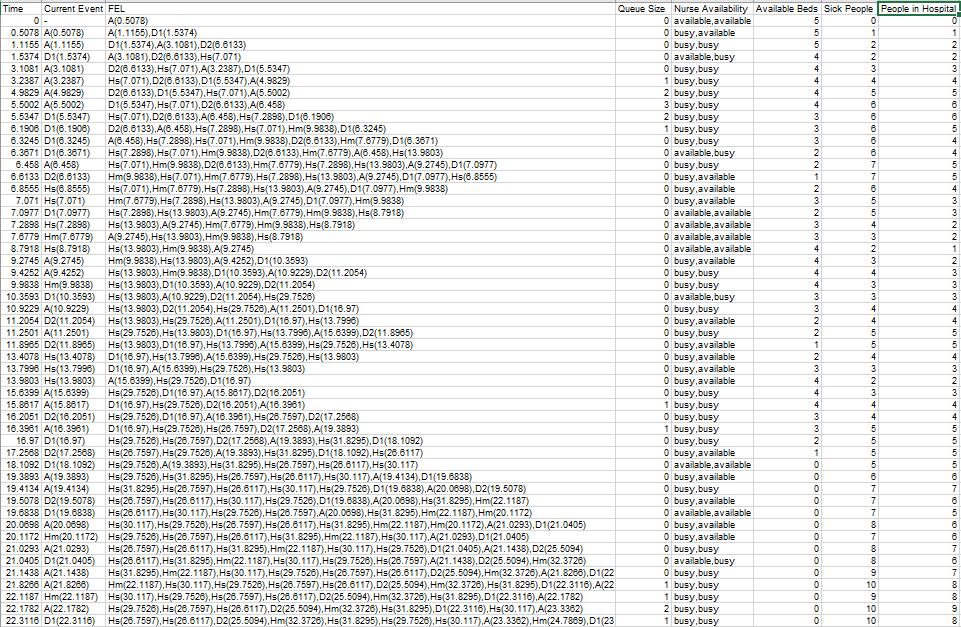 Time Current Event FEL Queue Size Nurse Availability Available Beds Sick People People in Hospital
0 - A(0.5078) 0 available,available 5 0 0
0.5078 A(0.5078) A(1.1155),D1(1.5374) 0 busy,available 5 1 1
1.1155 A(1.1155) D1(1.5374),A(3.1081),D2(6.6133) 0 busy,busy 5 2 2
1.5374 D1(1.5374) A(3.1081),D2(6.6133),Hs(7.071) 0 available,busy 4 2 2
3.1081 A(3.1081) D2(6.6133),Hs(7.071),A(3.2387),D1(5.5347) 0 busy,busy 4 3 3
3.2387 A(3.2387) Hs(7.071),D2(6.6133),D1(5.5347),A(4.9829) 1 busy,busy 4 4 4
4.9829 A(4.9829) D2(6.6133),D1(5.5347),Hs(7.071),A(5.5002) 2 busy,busy 4 5 5
5.5002 A(5.5002) D1(5.5347),Hs(7.071),D2(6.6133),A(6.458) 3 busy,busy 4 6 6
5.5347 D1(5.5347) Hs(7.071),D2(6.6133),A(6.458),Hs(7.2898),D1(6.1906) 2 busy,busy 3 6 6
6.1906 D1(6.1906) D2(6.6133),A(6.458),Hs(7.2898),Hs(7.071),Hm(9.9838),D1(6.3245) 1 busy,busy 3 6 5
6.3245 D1(6.3245) A(6.458),Hs(7.2898),Hs(7.071),Hm(9.9838),D2(6.6133),Hm(7.6779),D1(6.3671) 0 busy,busy 3 6 4
6.3671 D1(6.3671) Hs(7.2898),Hs(7.071),Hm(9.9838),D2(6.6133),Hm(7.6779),A(6.458),Hs(13.9803) 0 available,busy 2 6 4
6.458 A(6.458) Hs(7.071),Hm(9.9838),D2(6.6133),Hm(7.6779),Hs(7.2898),Hs(13.9803),A(9.2745),D1(7.0977) 0 busy,busy 2 7 5
6.6133 D2(6.6133) Hm(9.9838),Hs(7.071),Hm(7.6779),Hs(7.2898),Hs(13.9803),A(9.2745),D1(7.0977),Hs(6.8555) 0 busy,available 1 7 5
6.8555 Hs(6.8555) Hs(7.071),Hm(7.6779),Hs(7.2898),Hs(13.9803),A(9.2745),D1(7.0977),Hm(9.9838) 0 busy,available 2 6 4
7.071 Hs(7.071) Hm(7.6779),Hs(7.2898),Hs(13.9803),A(9.2745),D1(7.0977),Hm(9.9838) 0 busy,available 3 5 3
7.0977 D1(7.0977) Hs(7.2898),Hs(13.9803),A(9.2745),Hm(7.6779),Hm(9.9838),Hs(8.7918) 0 available,available 2 5 3
7.2898 Hs(7.2898) Hs(13.9803),A(9.2745),Hm(7.6779),Hm(9.9838),Hs(8.7918) 0 available,available 3 4 2
7.6779 Hm(7.6779) A(9.2745),Hs(13.9803),Hm(9.9838),Hs(8.7918) 0 available,available 3 3 2
8.7918 Hs(8.7918) Hs(13.9803),Hm(9.9838),A(9.2745) 0 available,available 4 2 1
9.2745 A(9.2745) Hm(9.9838),Hs(13.9803),A(9.4252),D1(10.3593) 0 busy,available 4 3 2
9.4252 A(9.4252) Hs(13.9803),Hm(9.9838),D1(10.3593),A(10.9229),D2(11.2054) 0 busy,busy 4 4 3
9.9838 Hm(9.9838) Hs(13.9803),D1(10.3593),A(10.9229),D2(11.2054) 0 busy,busy 4 3 3
10.3593 D1(10.3593) Hs(13.9803),A(10.9229),D2(11.2054),Hs(29.7526) 0 available,busy 3 3 3
10.9229 A(10.9229) Hs(13.9803),D2(11.2054),Hs(29.7526),A(11.2501),D1(16.97) 0 busy,busy 3 4 4
11.2054 D2(11.2054) Hs(13.9803),Hs(29.7526),A(11.2501),D1(16.97),Hs(13.7996) 0 busy,available 2 4 4
11.2501 A(11.2501) Hs(29.7526),Hs(13.9803),D1(16.97),Hs(13.7996),A(15.6399),D2(11.8965) 0 busy,busy 2 5 5
11.8965 D2(11.8965) Hs(13.9803),D1(16.97),Hs(13.7996),A(15.6399),Hs(29.7526),Hs(13.4078) 0 busy,available 1 5 5
13.4078 Hs(13.4078) D1(16.97),Hs(13.7996),A(15.6399),Hs(29.7526),Hs(13.9803) 0 busy,available 2 4 4
13.7996 Hs(13.7996) D1(16.97),A(15.6399),Hs(29.7526),Hs(13.9803) 0 busy,available 3 3 3
13.9803 Hs(13.9803) A(15.6399),Hs(29.7526),D1(16.97) 0 busy,available 4 2 2
15.6399 A(15.6399) Hs(29.7526),D1(16.97),A(15.8617),D2(16.2051) 0 busy,busy 4 3 3
15.8617 A(15.8617) D1(16.97),Hs(29.7526),D2(16.2051),A(16.3961) 1 busy,busy 4 4 4
16.2051 D2(16.2051) Hs(29.7526),D1(16.97),A(16.3961),Hs(26.7597),D2(17.2568) 0 busy,busy 3 4 4
16.3961 A(16.3961) D1(16.97),Hs(29.7526),Hs(26.7597),D2(17.2568),A(19.3893) 1 busy,busy 3 5 5
16.97 D1(16.97) Hs(29.7526),Hs(26.7597),D2(17.2568),A(19.3893),Hs(31.8295),D1(18.1092) 0 busy,busy 2 5 5
17.2568 D2(17.2568) Hs(26.7597),Hs(29.7526),A(19.3893),Hs(31.8295),D1(18.1092),Hs(26.6117) 0 busy,available 1 5 5
18.1092 D1(18.1092) Hs(29.7526),A(19.3893),Hs(31.8295),Hs(26.7597),Hs(26.6117),Hs(30.117) 0 available,available 0 5 5
19.3893 A(19.3893) Hs(29.7526),Hs(31.8295),Hs(26.7597),Hs(26.6117),Hs(30.117),A(19.4134),D1(19.6838) 0 busy,available 0 6 6
19.4134 A(19.4134) Hs(31.8295),Hs(26.7597),Hs(26.6117),Hs(30.117),Hs(29.7526),D1(19.6838),A(20.0698),D2(19.5078) 0 busy,busy 0 7 7
19.5078 D2(19.5078) Hs(26.7597),Hs(26.6117),Hs(30.117),Hs(29.7526),D1(19.6838),A(20.0698),Hs(31.8295),Hm(22.1187) 0 busy,available 0 7 6
19.6838 D1(19.6838) Hs(26.6117),Hs(30.117),Hs(29.7526),Hs(26.7597),A(20.0698),Hs(31.8295),Hm(22.1187),Hm(20.1172) 0 available,available 0 7 5
20.0698 A(20.0698) Hs(30.117),Hs(29.7526),Hs(26.7597),Hs(26.6117),Hs(31.8295),Hm(22.1187),Hm(20.1172),A(21.0293),D1(21.0405) 0 busy,available 0 8 6
20.1172 Hm(20.1172) Hs(29.7526),Hs(26.7597),Hs(26.6117),Hs(31.8295),Hm(22.1187),Hs(30.117),A(21.0293),D1(21.0405) 0 busy,available 0 7 6
21.0293 A(21.0293) Hs(26.7597),Hs(26.6117),Hs(31.8295),Hm(22.1187),Hs(30.117),Hs(29.7526),D1(21.0405),A(21.1438),D2(25.5094) 0 busy,busy 0 8 7
21.0405 D1(21.0405) Hs(26.6117),Hs(31.8295),Hm(22.1187),Hs(30.117),Hs(29.7526),Hs(26.7597),A(21.1438),D2(25.5094),Hm(32.3726) 0 available,busy 0 8 6
21.1438 A(21.1438) Hs(31.8295),Hm(22.1187),Hs(30.117),Hs(29.7526),Hs(26.7597),Hs(26.6117),D2(25.5094),Hm(32.3726),A(21.8266),D1(22 0 busy,busy 0 9 7
21.8266 A(21.8266) Hm(22.1187),Hs(30.117),Hs(29.7526),Hs(26.7597),Hs(26.6117),D2(25.5094),Hm(32.3726),Hs(31.8295),D1(22.3116),A(22 1 busy,busy 0 10 8
22.1187 Hm(22.1187) Hs(30.117),Hs(29.7526),Hs(26.7597),Hs(26.6117),D2(25.5094),Hm(32.3726),Hs(31.8295),D1(22.3116),A(22.1782) 1 busy,busy 0 9 8
22.1782 A(22.1782) Hs(29.7526),Hs(26.7597),Hs(26.6117),D2(25.5094),Hm(32.3726),Hs(31.8295),D1(22.3116),Hs(30.117),A(23.3362) 2 busy,busy 0 10 9
22.3116 D1(22.3116) Hs(26.7597),Hs(26.6117),D2(25.5094),Hm(32.3726),Hs(31.8295),Hs(29.7526),Hs(30.117),A(23.3362),Hm(24.7869),D1(23 1 busy,busy 0 10 8